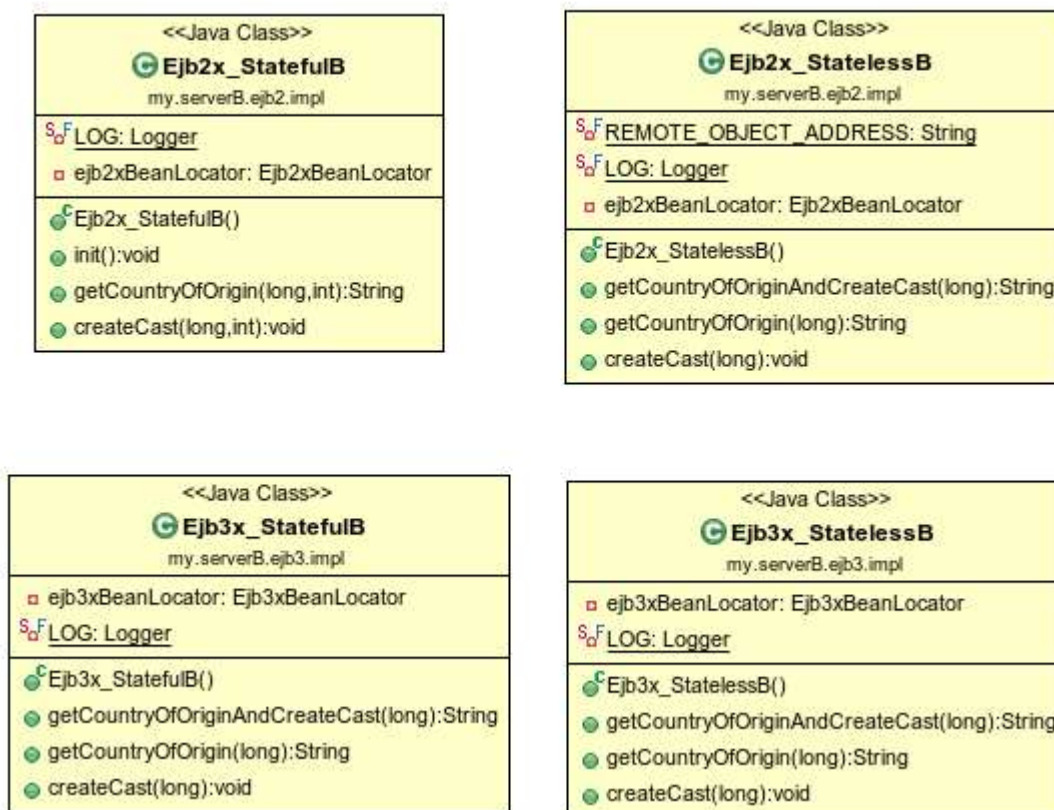 <<Java Class>>
Ejb2x_StatefulB
my.serverB.ejb2.impl
LOG: Logger
ejb2xBeanLocator: Ejb2xBeanLocator
Ejb2x_StatefulB()
init():void
getCountryOfOrigin(long,int):String
createCast(long,int):void
<<Java Class>>
Ejb2x_StatelessB
my.serverB.ejb2.impl
REMOTE_OBJECT_ADDRESS: String
LOG: Logger
ejb2xBeanLocator: Ejb2xBeanLocator
Ejb2x_StatelessB()
getCountryOfOriginAndCreateCast(long):String
getCountryOfOrigin(long):String
createCast(long):void
<<Java Class>>
Ejb3x_StatefulB
my.serverB.ejb3.impl
ejb3xBeanLocator: Ejb3xBeanLocator
LOG: Logger
Ejb3x_StatefulB()
getCountryOfOriginAndCreateCast(long):String
getCountryOfOrigin(long):String
createCast(long):void
<<Java Class>>
Ejb3x_StatelessB
my.serverB.ejb3.impl
ejb3xBeanLocator: Ejb3xBeanLocator
LOG: Logger
Ejb3x_StatelessB()
getCountryOfOriginAndCreateCast(long):String
getCountryOfOrigin(long):String
createCast(long):void